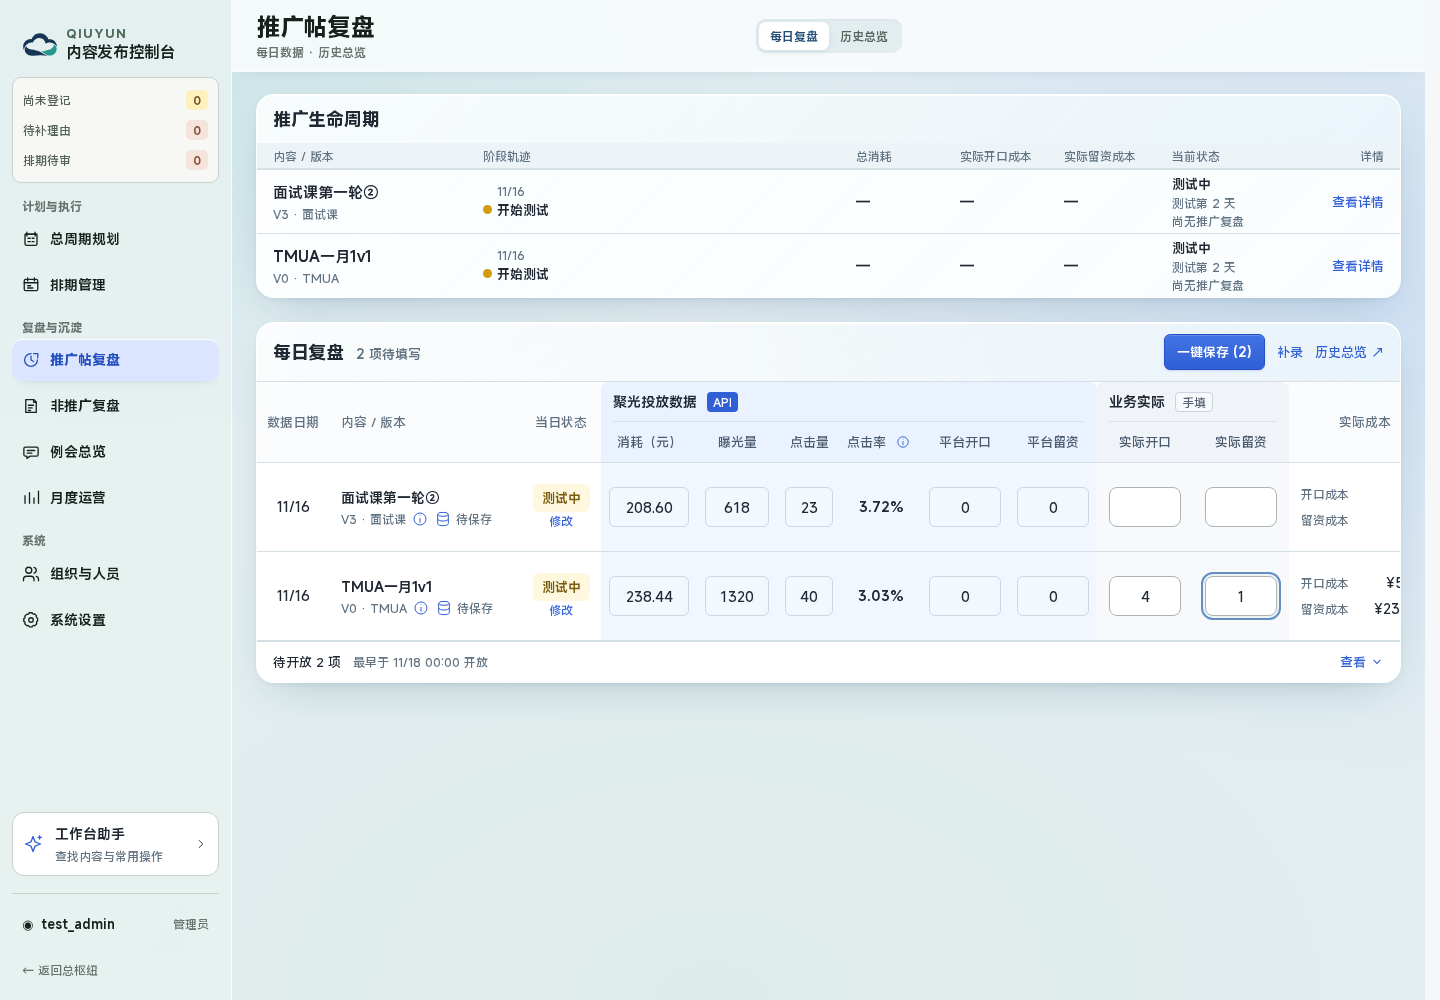 QIUYUN
内容发布控制台
尚未登记 0
待补理由 0
排期待审 0
计划与执行
总周期规划
排期管理
复盘与沉淀
推广帖复盘
非推广复盘
例会总览
月度运营
系统
组织与人员
系统设置
工作台助手
查找内容与常用操作
test_admin 管理员
← 返回总枢纽
推广帖复盘
每日数据 · 历史总览
每日复盘 历史总览
推广生命周期
内容 / 版本 阶段轨迹 总消耗 实际开口成本 实际留资成本 当前状态 详情
面试课第一轮②
V3 · 面试课
11/16
开始测试
— — —
测试中
测试第 2 天
尚无推广复盘
查看详情
TMUA一月1v1
V0 · TMUA
11/16
开始测试
— — —
测试中
测试第 2 天
尚无推广复盘
查看详情
每日复盘 2 项待填写 一键保存 (2) 补录 历史总览 ↗
数据日期 内容 / 版本 当日状态 聚光投放数据 API 业务实际 手填 实际成本
消耗（元） 曝光量 点击量 点击率 平台开口 平台留资 实际开口 实际留资
11/16
面试课第一轮②
V3 · 面试课 待保存
测试中
修改
208.60 618 23 3.72% 0 0
开口成本
留资成本
11/16
TMUA一月1v1
V0 · TMUA 待保存
测试中
修改
238.44 1320 40 3.03% 0 0 4 1
开口成本 ¥5
留资成本 ¥23
待开放 2 项 最早于 11/18 00:00 开放 查看